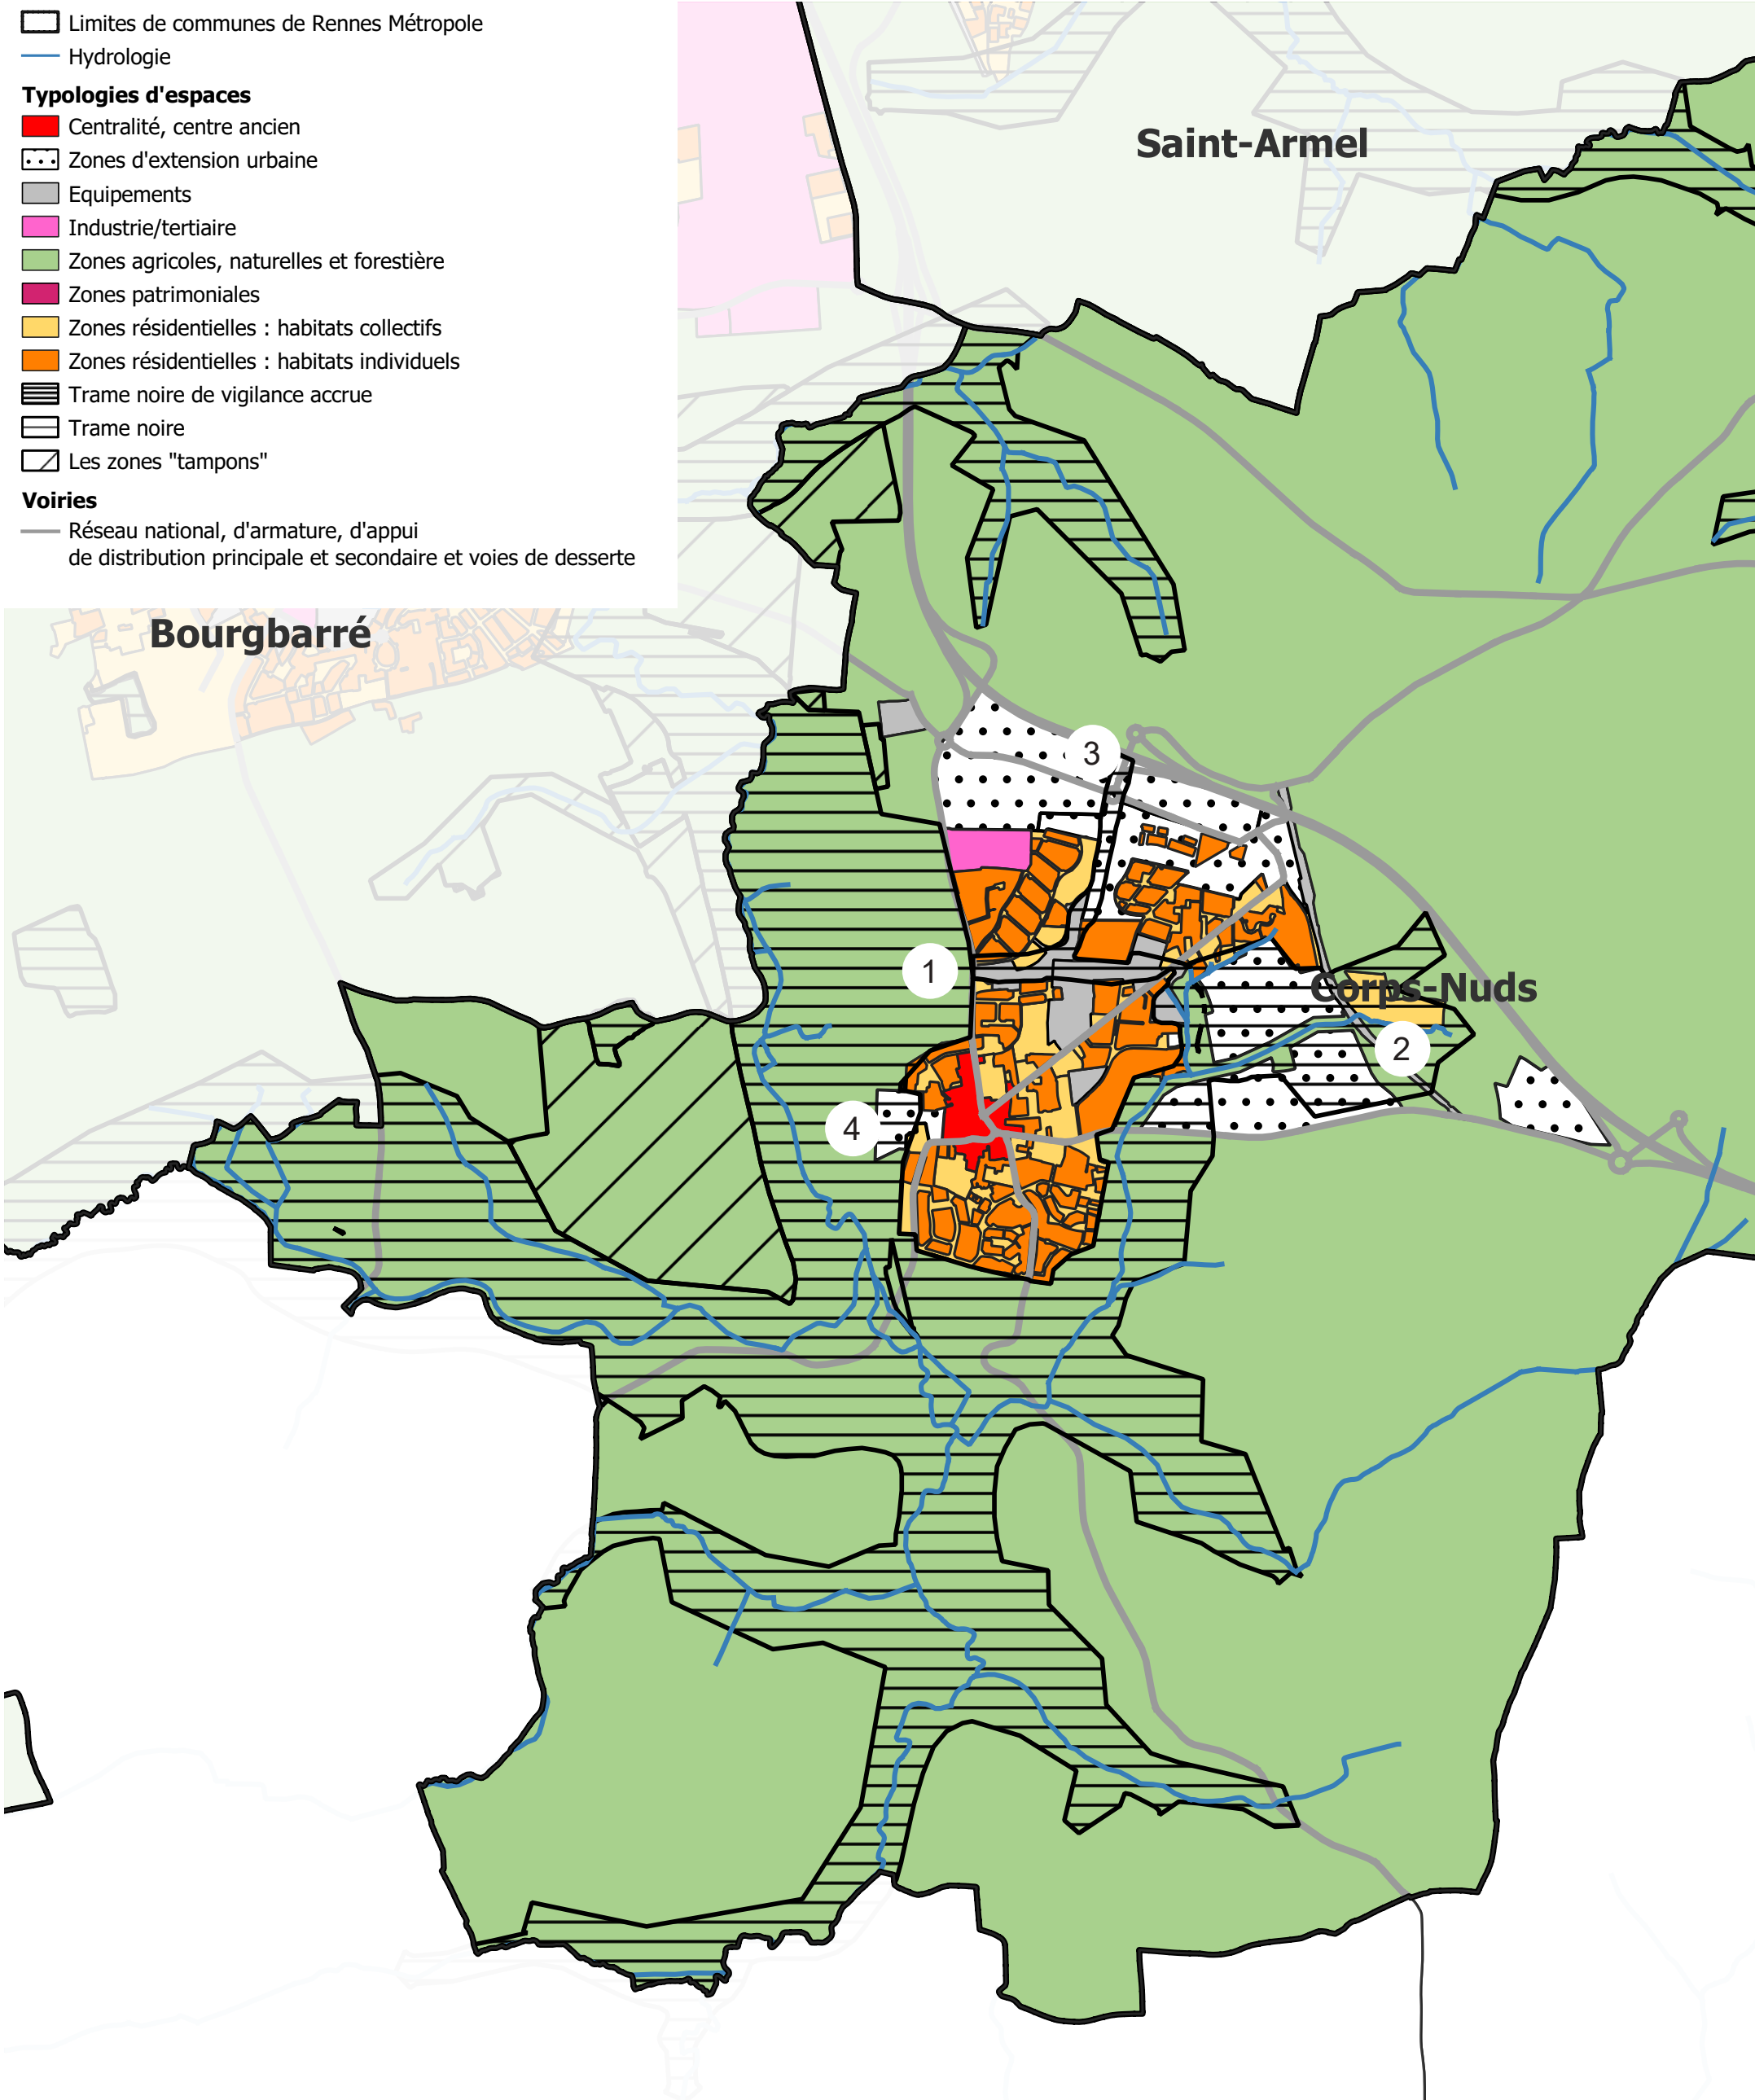 Limites de communes de Rennes Métropole
Hydrologie
Typologies d'espaces
Centralité, centre ancien
Zones d'extension urbaine
Equipements
Industrie/tertiaire
Zones agricoles, naturelles et forestière
Zones patrimoniales
Zones résidentielles : habitats collectifs
Zones résidentielles : habitats individuels
Trame noire de vigilance accrue
Trame noire
Les zones "tampons"
Voiries
Réseau national, d'armature, d'appui
de distribution principale et secondaire et voies de desserte
Saint-Armel
Bourgbarré
3
1
Corps-Nuds
2
4